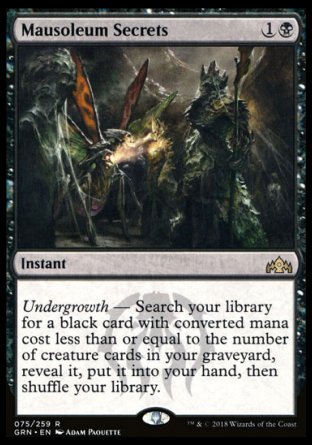 Mausoleum Secrets 1
Instant
Undergrowth — Search your library
for a black card with converted mana
cost less than or equal to the number
of creature cards in your graveyard,
reveal it, put it into your hand, then
shuffle your library.
075/259 R
GRN • EN Adam Paquette
™ & © 2018 Wizards of the Coast